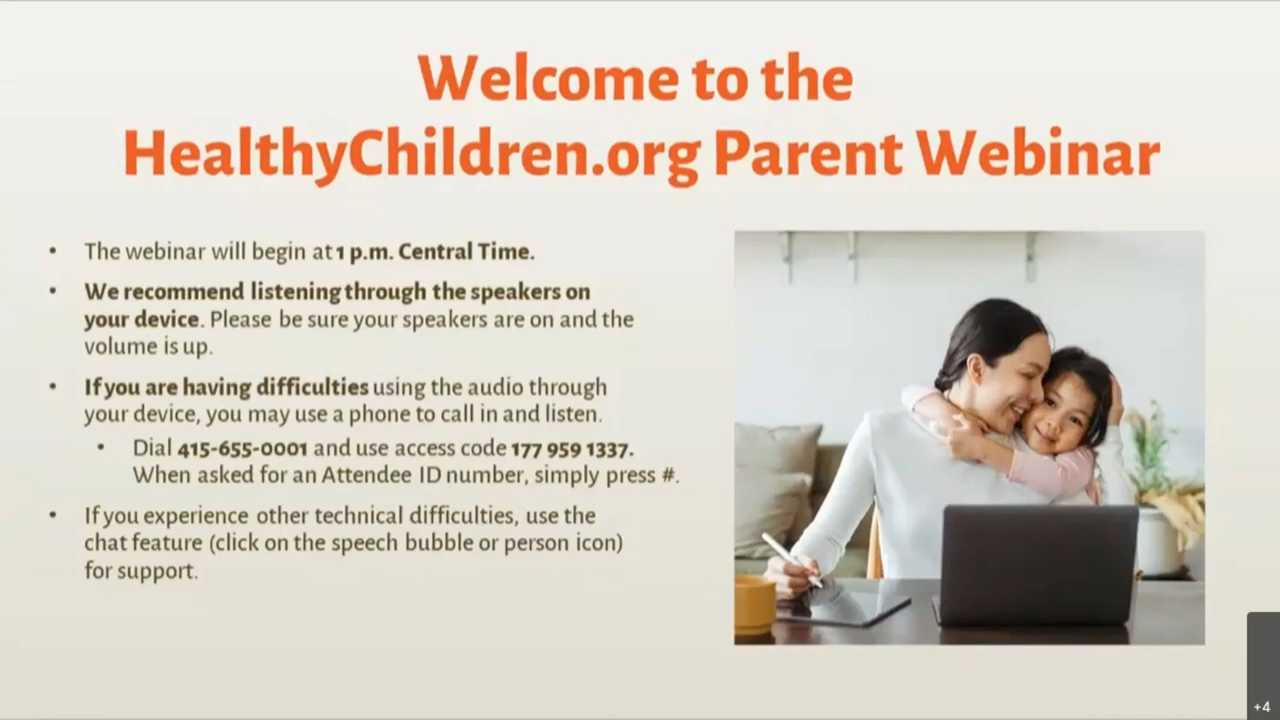 Welcome to the
HealthyChildren.org Parent Webinar
• The webinar will begin at 1 p.m. Central Time.
• We recommend listening through the speakers on
your device. Please be sure your speakers are on and the
volume is up.
• If you are having difficulties using the audio through
your device, you may use a phone to call in and listen.
• Dial 415-655-0001 and use access code 177 959 1337.
When asked for an Attendee ID number, simply press #.
• If you experience other technical difficulties, use the
chat feature (click on the speech bubble or person icon)
for support.
+4